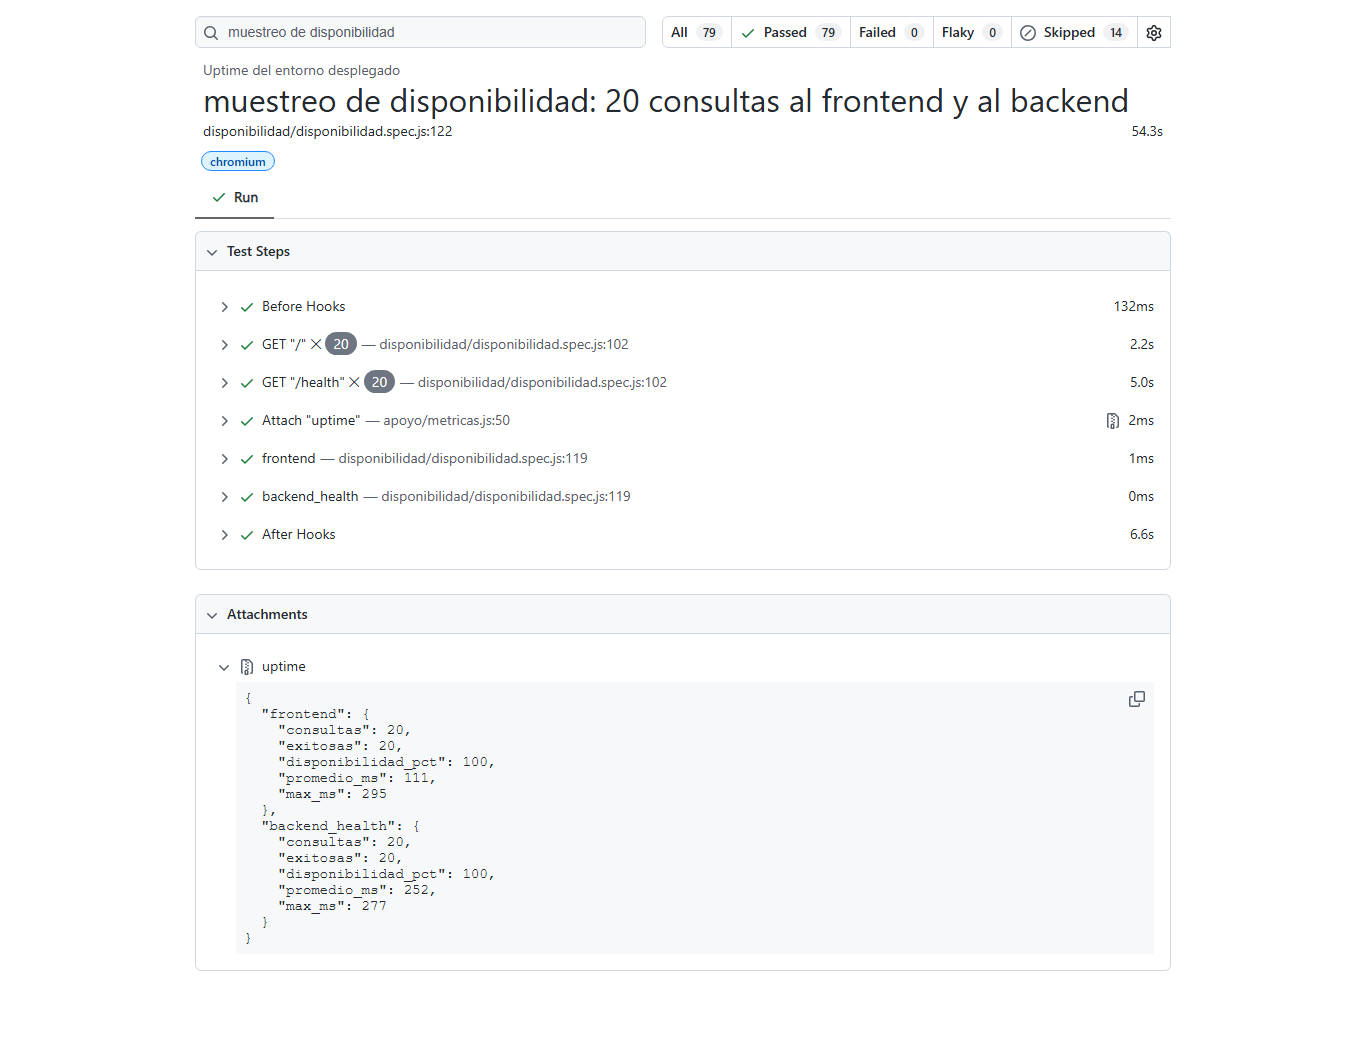 muestreo de disponibilidad
All 79 Passed 79 Failed 0 Flaky 0 Skipped 14
Uptime del entorno desplegado
muestreo de disponibilidad: 20 consultas al frontend y al backend
disponibilidad/disponibilidad.spec.js:122 54.3s
chromium
Run
Test Steps
Before Hooks 132ms
GET "/" × 20 — disponibilidad/disponibilidad.spec.js:102 2.2s
GET "/health" × 20 — disponibilidad/disponibilidad.spec.js:102 5.0s
Attach "uptime" — apoyo/metricas.js:50 2ms
frontend — disponibilidad/disponibilidad.spec.js:119 1ms
backend_health — disponibilidad/disponibilidad.spec.js:119 0ms
After Hooks 6.6s
Attachments
uptime
{
"frontend": {
"consultas": 20,
"exitosas": 20,
"disponibilidad_pct": 100,
"promedio_ms": 111,
"max_ms": 295
},
"backend_health": {
"consultas": 20,
"exitosas": 20,
"disponibilidad_pct": 100,
"promedio_ms": 252,
"max_ms": 277
}
}